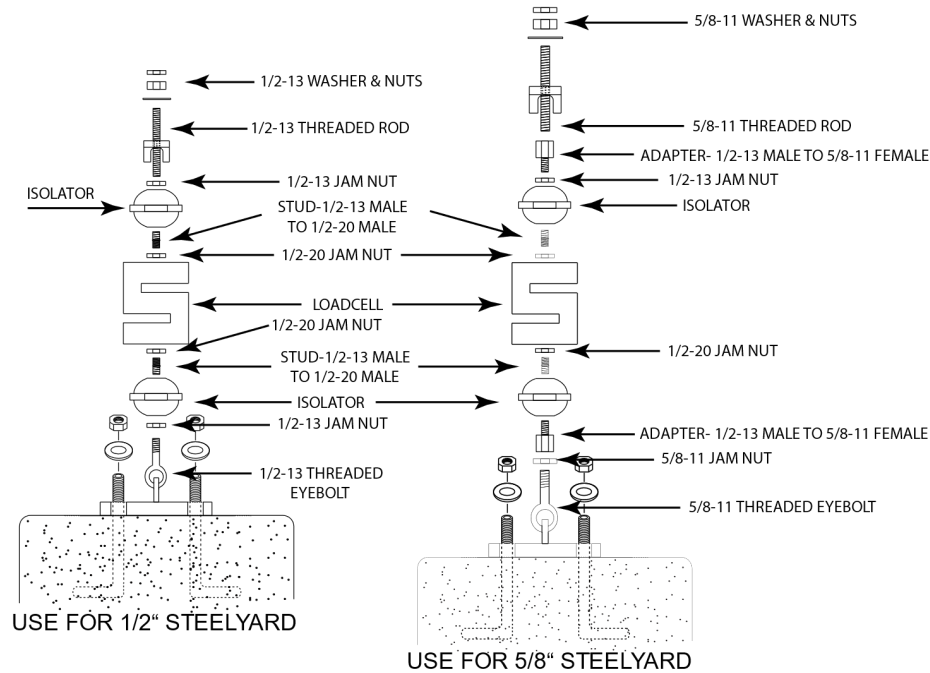 5/8-11 WASHER & NUTS
1/2-13 WASHER & NUTS
1/2-13 THREADED ROD
5/8-11 THREADED ROD
ADAPTER- 1/2-13 MALE TO 5/8-11 FEMALE
1/2-13 JAM NUT
1/2-13 JAM NUT
ISOLATOR
STUD-1/2-13 MALE
TO 1/2-20 MALE
ISOLATOR
1/2-20 JAM NUT
LOADCELL
1/2-20 JAM NUT
1/2-20 JAM NUT
STUD-1/2-13 MALE
TO 1/2-20 MALE
ISOLATOR
1/2-13 JAM NUT
ADAPTER- 1/2-13 MALE TO 5/8-11 FEMALE
5/8-11 JAM NUT
1/2-13 THREADED
EYEBOLT
5/8-11 THREADED EYEBOLT
USE FOR 1/2“ STEELYARD
USE FOR 5/8“ STEELYARD